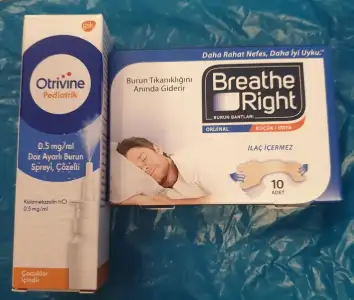 gsk
Otrivine
Pediatrik
0.5 mg/ml
Doz Ayarlı Burun
Spreyi, Çözelti
Ksilometazolin HCl
0.5 mg/ml
Çocuklar
İçindir
Daha Rahat Nefes, Daha İyi Uyku.
Burun Tıkanıklığını
Anında Giderir
Breathe
Right
BURUN BANTLARI
ORİJİNAL
KÜÇÜK / ORTA
İLAÇ İÇERMEZ
10
ADET